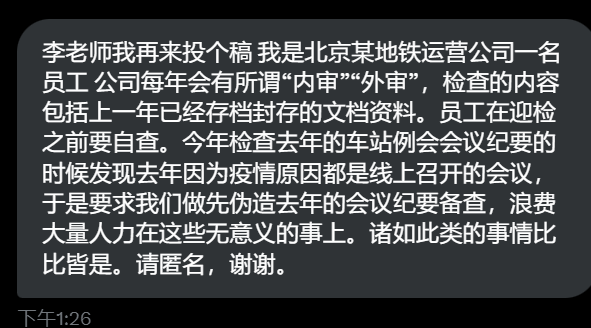 李老师我再来投个稿 我是北京某地铁运营公司一名
员工 公司每年会有所谓“内审”“外审”，检查的内容
包括上一年已经存档封存的文档资料。员工在迎检
之前要自查。今年检查去年的车站例会会议纪要的
时候发现去年因为疫情原因都是线上召开的会议，
于是要求我们做先伪造去年的会议纪要备查，浪费
大量人力在这些无意义的事上。诸如此类的事情比
比皆是。请匿名，谢谢。
下午1:26